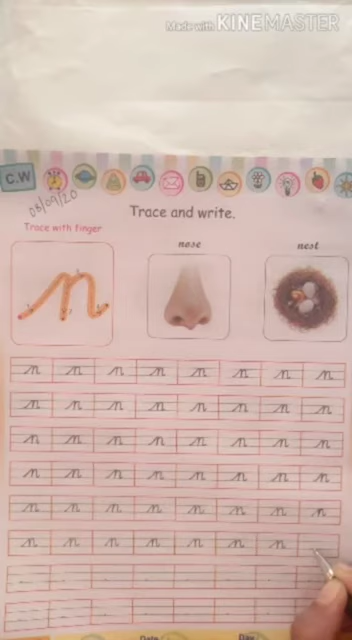 Made with KINEMASTER
C.W
08/09/20
Trace and write.
Trace with finger
nose
nest
n
n n n n n n n n
n n n n n n n n
n n n n n n n n
n n n n n n n n
n n n n n n n n
n n n n n n n
Date
Day